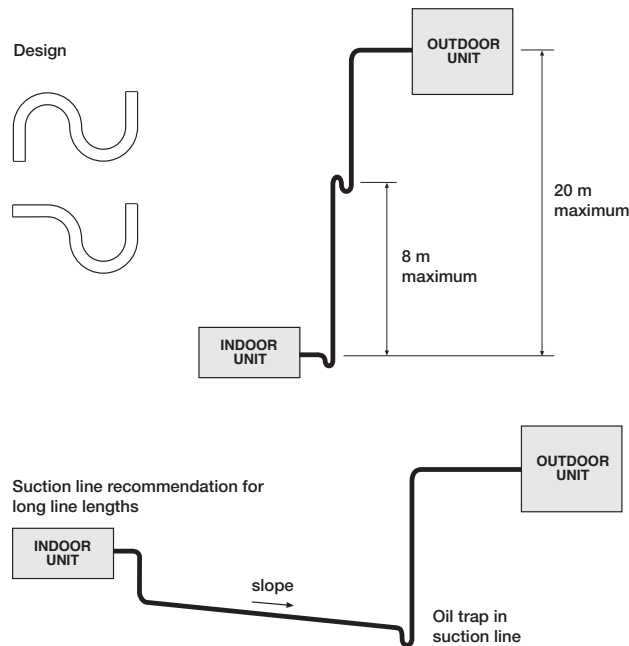 Design
OUTDOOR
UNIT
20 m
maximum
8 m
maximum
INDOOR
UNIT
Suction line recommendation for
long line lengths
INDOOR
UNIT
slope
OUTDOOR
UNIT
Oil trap in
suction line